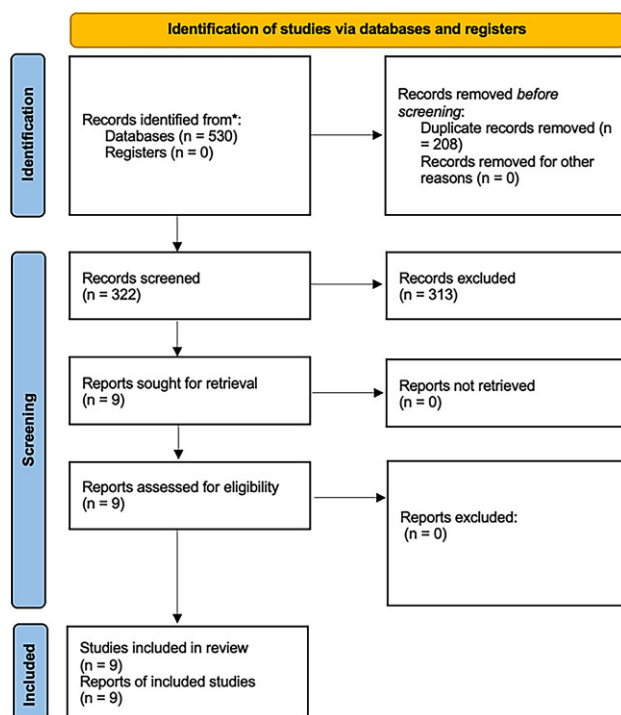 Identification of studies via databases and registers
Identification
Records identified from*:
Databases (n = 530)
Registers (n = 0)
Records removed before
screening:
Duplicate records removed (n
= 208)
Records removed for other
reasons (n = 0)
Screening
Records screened
(n = 322)
Records excluded
(n = 313)
Reports sought for retrieval
(n = 9)
Reports not retrieved
(n = 0)
Reports assessed for eligibility
(n = 9)
Reports excluded:
(n = 0)
Included
Studies included in review
(n = 9)
Reports of included studies
(n = 9)